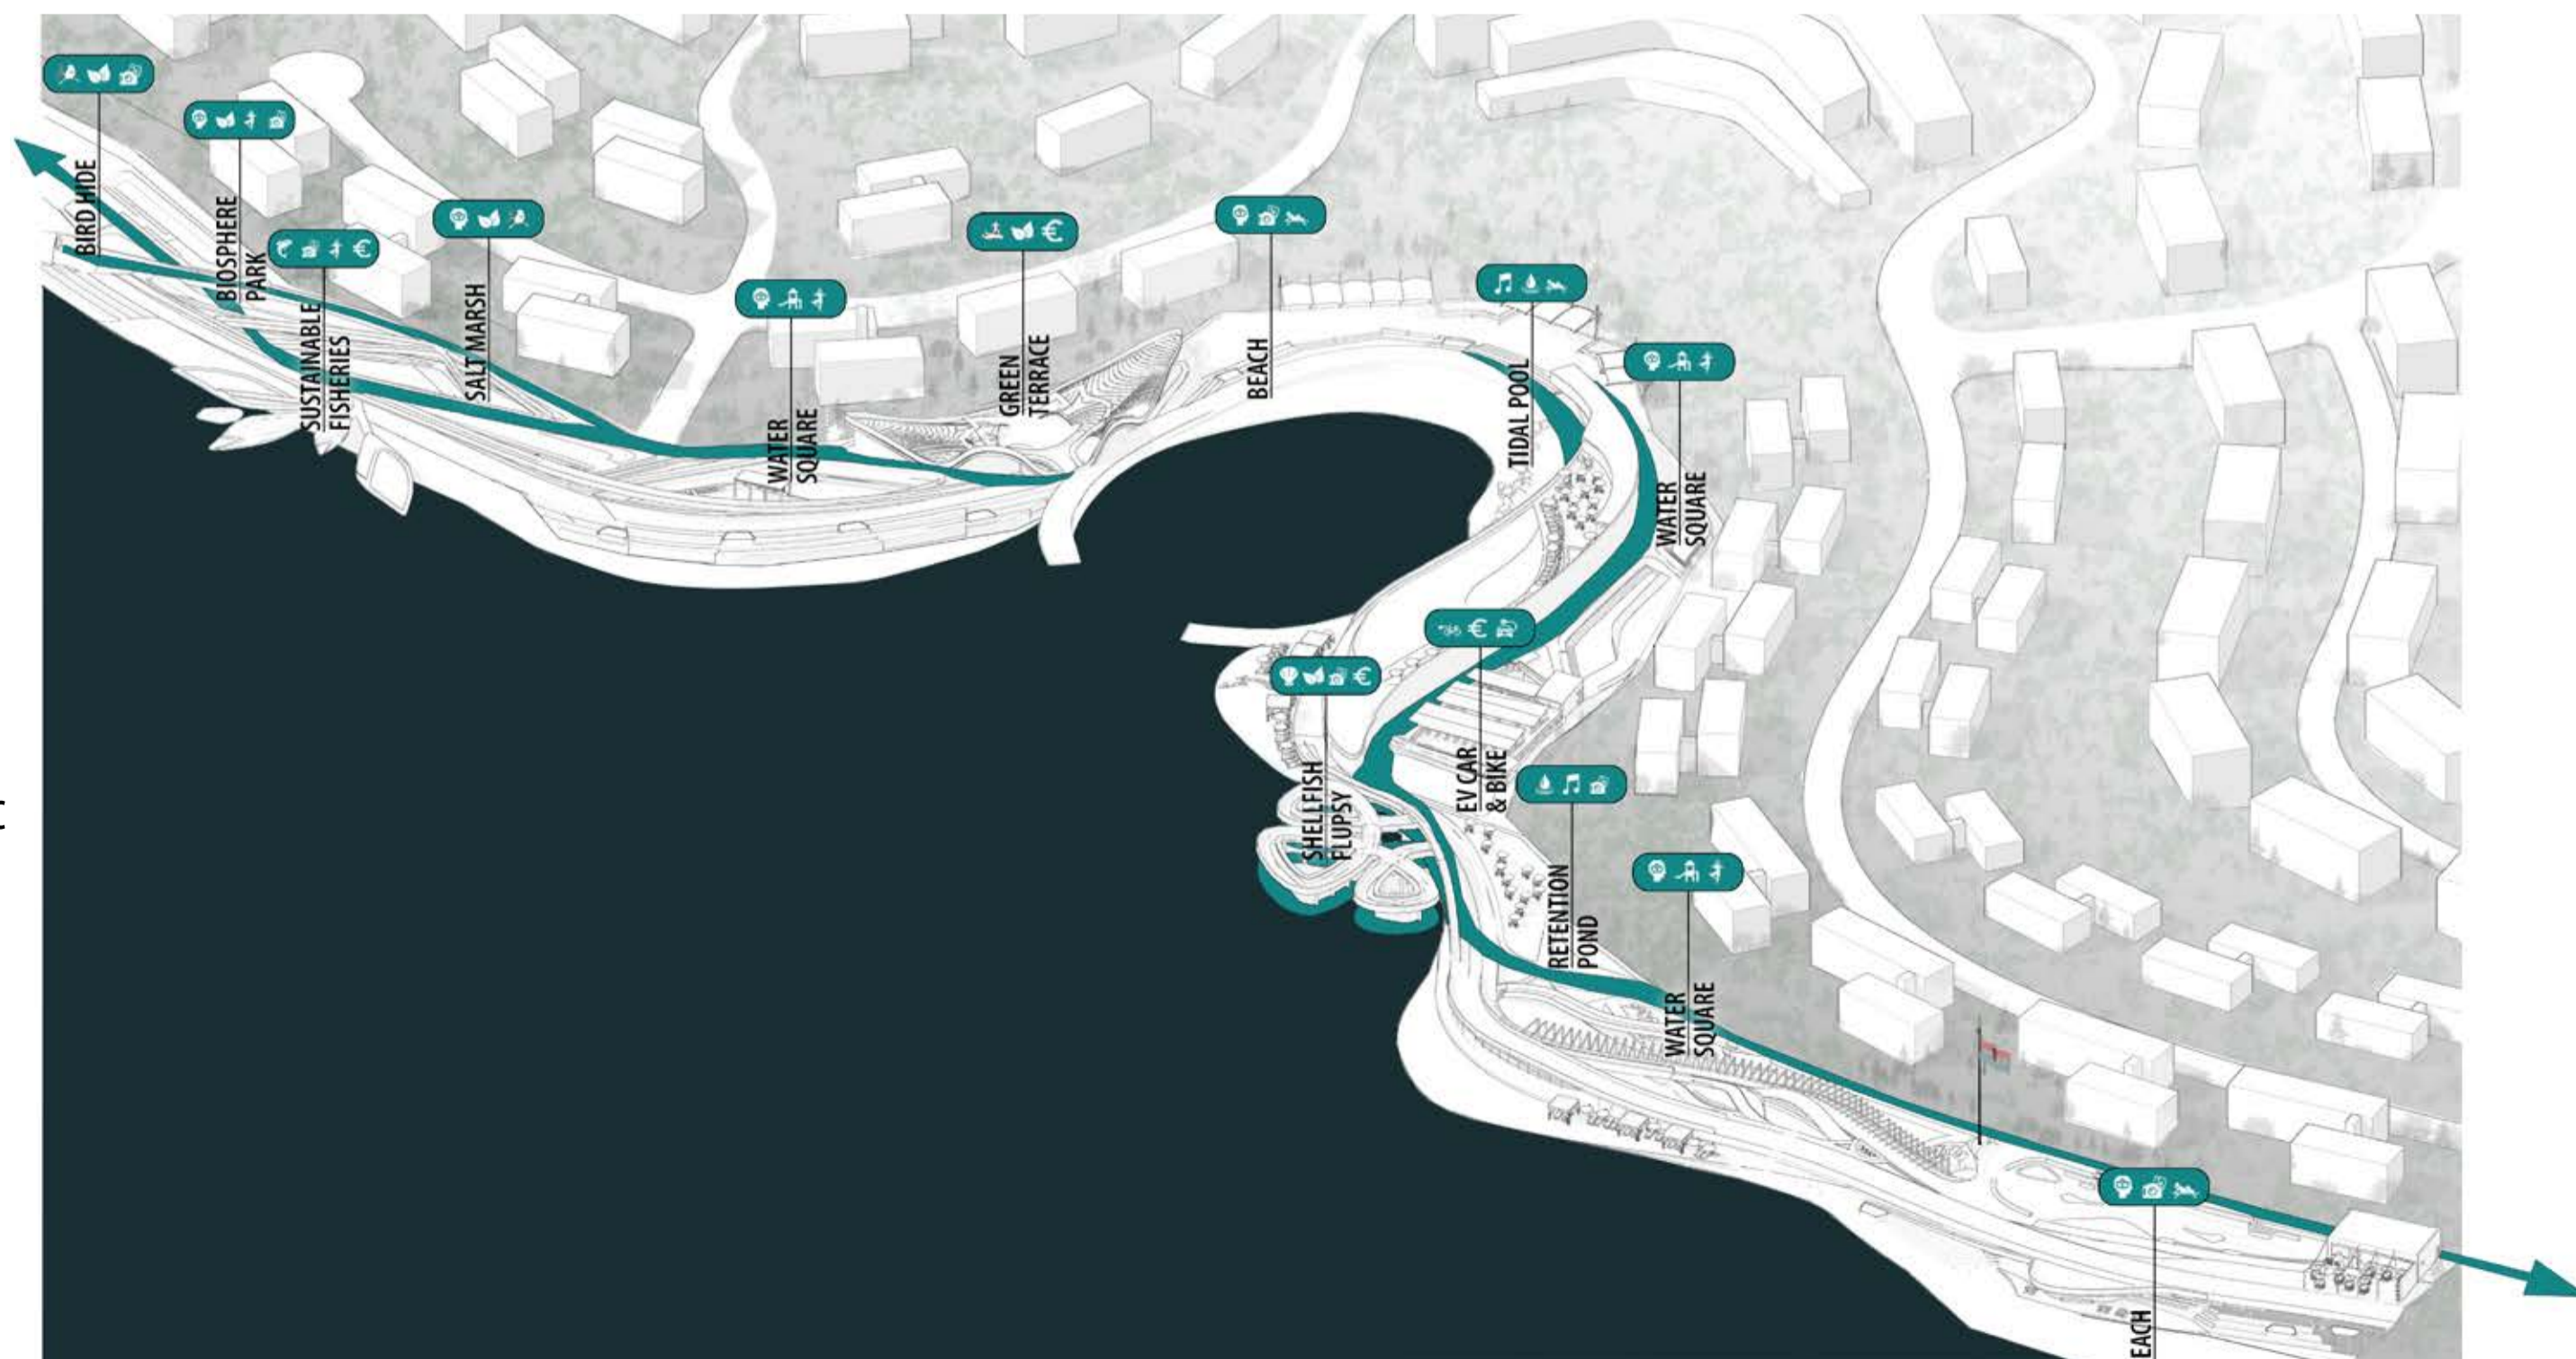 BIRD HIDE
BIOSPHERE
PARK
SUSTAINABLE
FISHERIES
SALT MARSH
WATER
SQUARE
GREEN
TERRACE
BEACH
TIDAL POOL
WATER
SQUARE
SHELLFISH
FLUPSY
EV CAR
& BIKE
RETENTION
POND
WATER
SQUARE
EACH